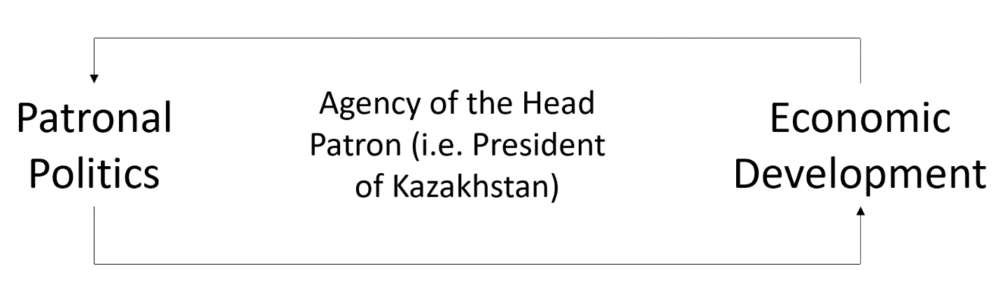 Patronal
Politics
Agency of the Head
Patron (i.e. President
of Kazakhstan)
Economic
Development